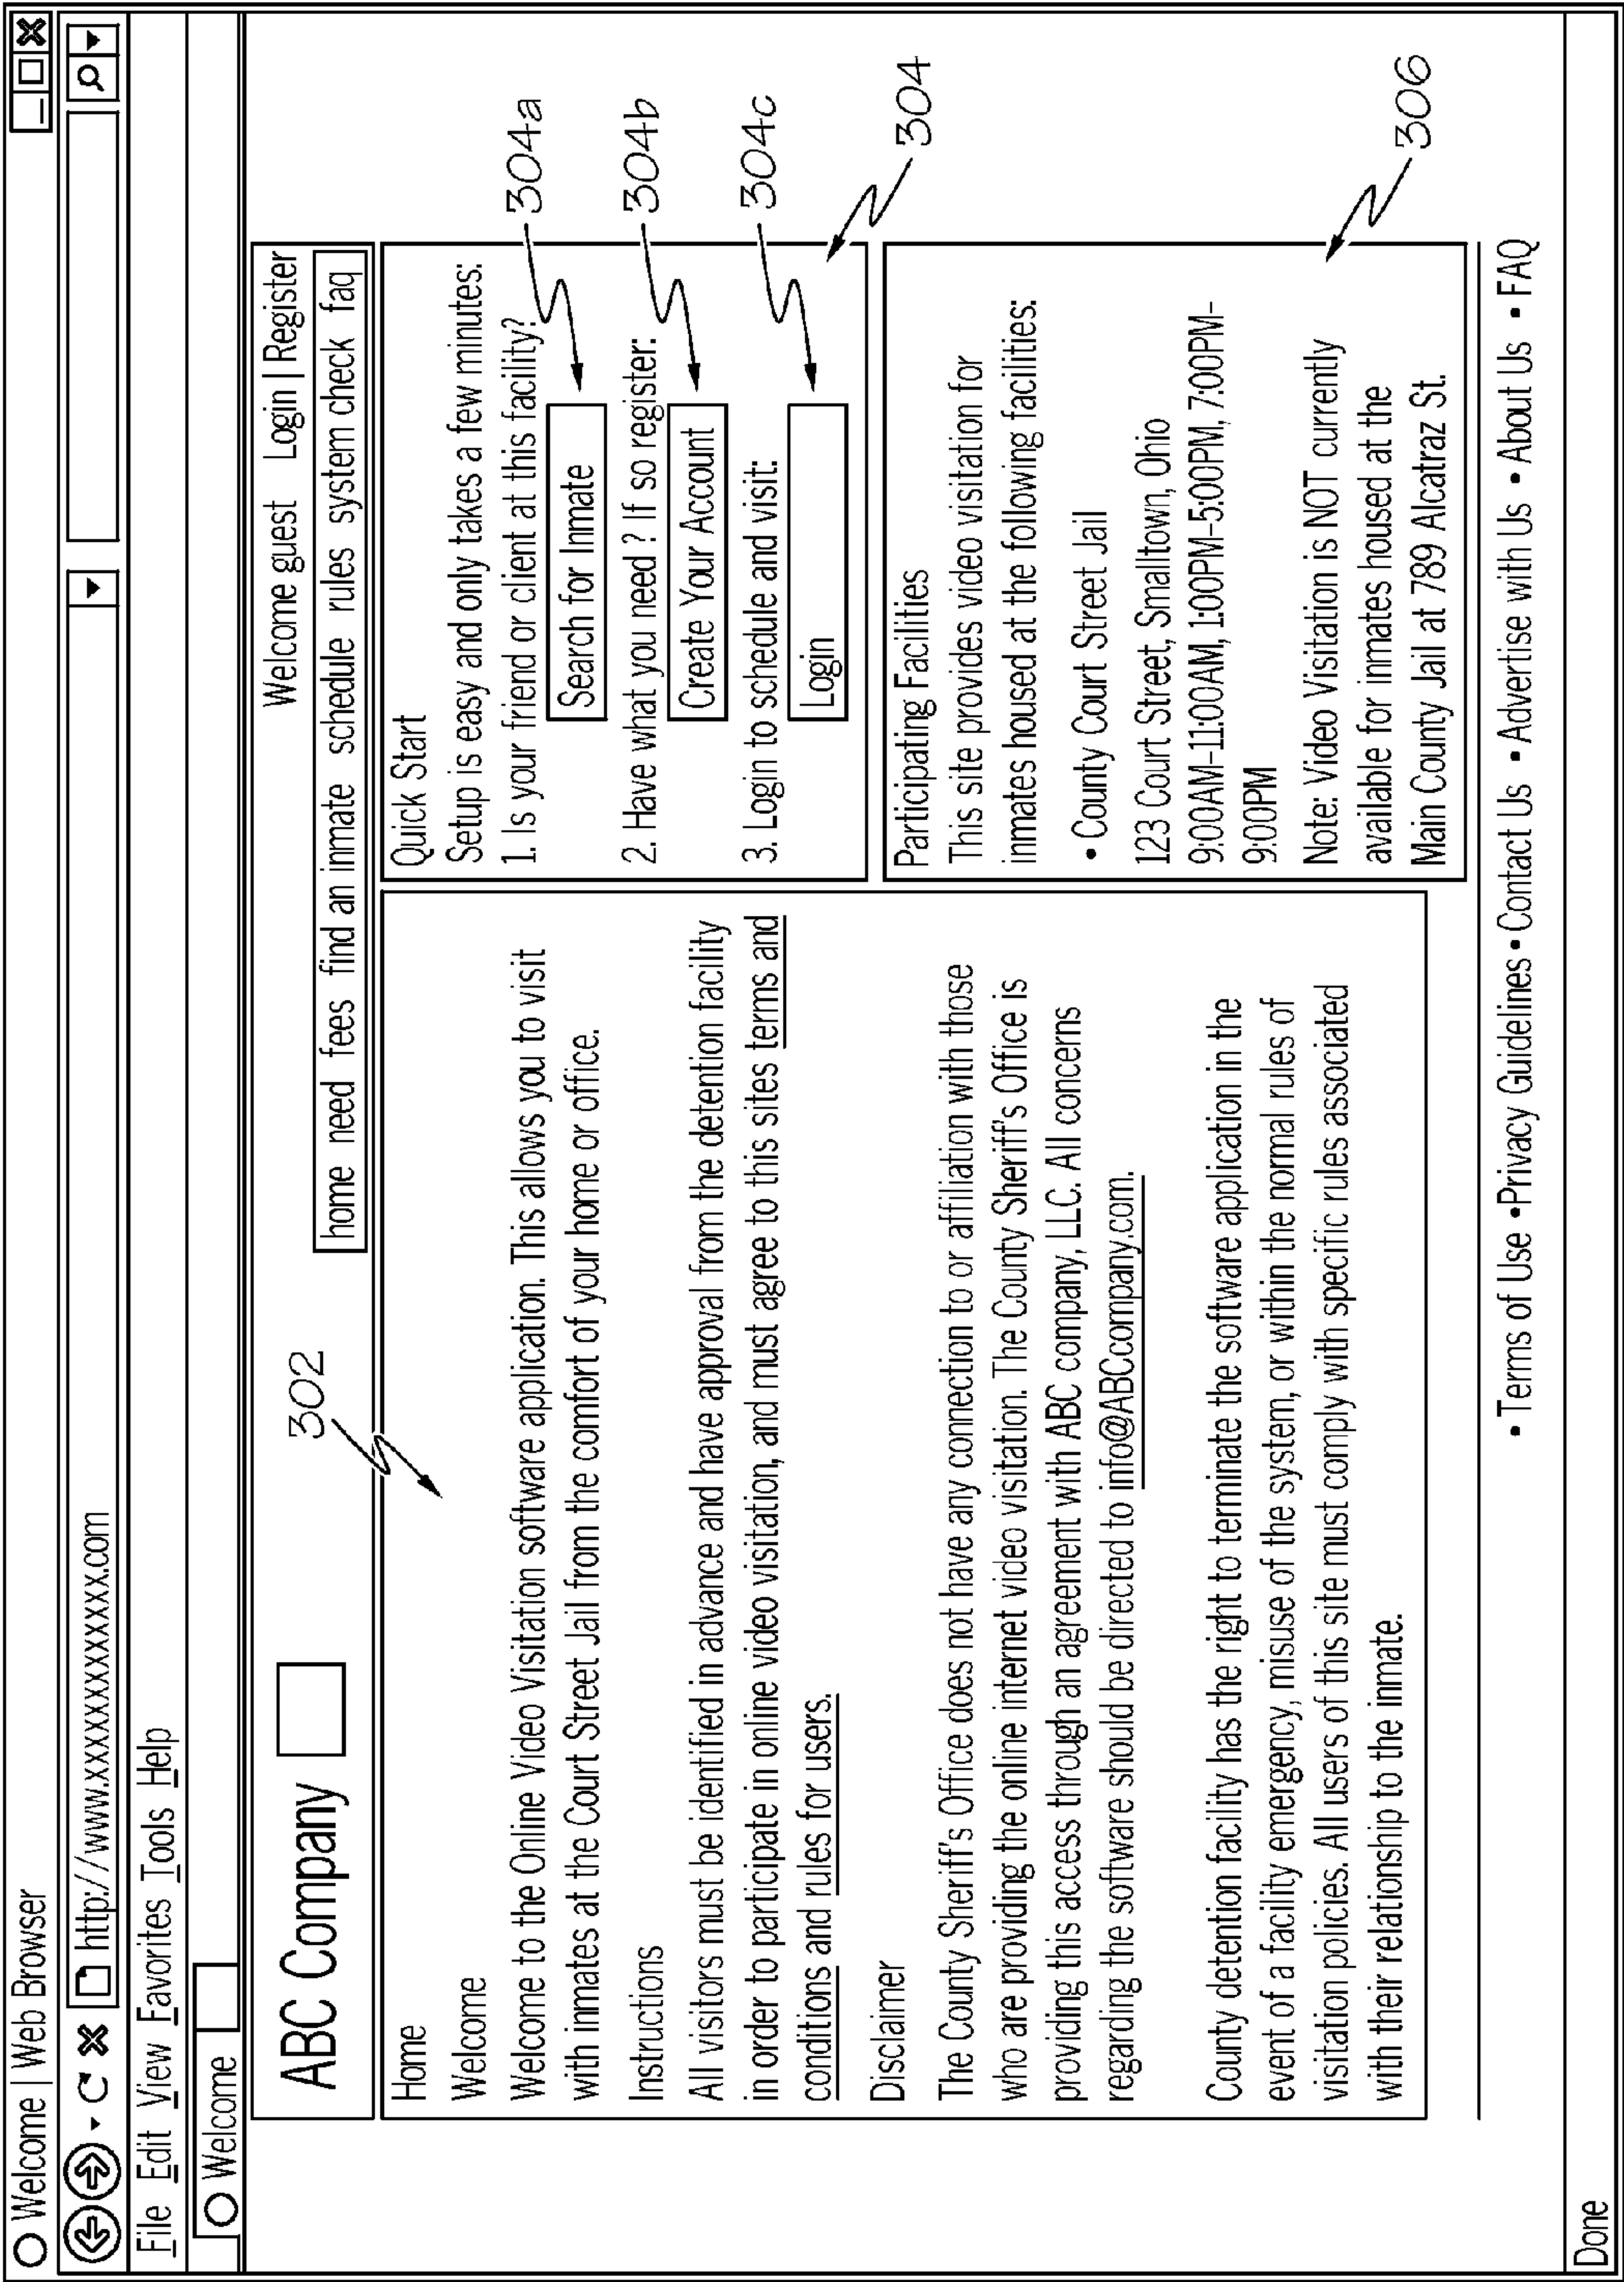 Welcome | Web Browser
http://www.xxxxxxxxxxxxx.com
File Edit View Favorites Tools Help
Welcome
ABC Company
Welcome guest Login | Register
home need fees find an inmate schedule rules system check faq
302
Home
Welcome
Welcome to the Online Video Visitation software application. This allows you to visit
with inmates at the Court Street Jail from the comfort of your home or office.
Instructions
All visitors must be identified in advance and have approval from the detention facility
in order to participate in online video visitation, and must agree to this sites terms and
conditions and rules for users.
Disclaimer
The County Sheriff's Office does not have any connection to or affiliation with those
who are providing the online internet video visitation. The County Sheriff's Office is
providing this access through an agreement with ABC company, LLC. All concerns
regarding the software should be directed to info@ABCcompany.com.
County detention facility has the right to terminate the software application in the
event of a facility emergency, misuse of the system, or within the normal rules of
visitation policies. All users of this site must comply with specific rules associated
with their relationship to the inmate.
Quick Start
Setup is easy and only takes a few minutes:
1. Is your friend or client at this facility?
Search for Inmate
304a
2. Have what you need ? If so register:
Create Your Account
304b
3. Login to schedule and visit:
Login
304c
304
Participating Facilities
This site provides video visitation for
inmates housed at the following facilities:
• County Court Street Jail
123 Court Street, Smalltown, Ohio
9:00AM–11:00AM, 1:00PM–5:00PM, 7:00PM–
9:00PM
Note: Video Visitation is NOT currently
available for inmates housed at the
Main County Jail at 789 Alcatraz St.
306
• Terms of Use •Privacy Guidelines • Contact Us • Advertise with Us • About Us • FAQ
Done